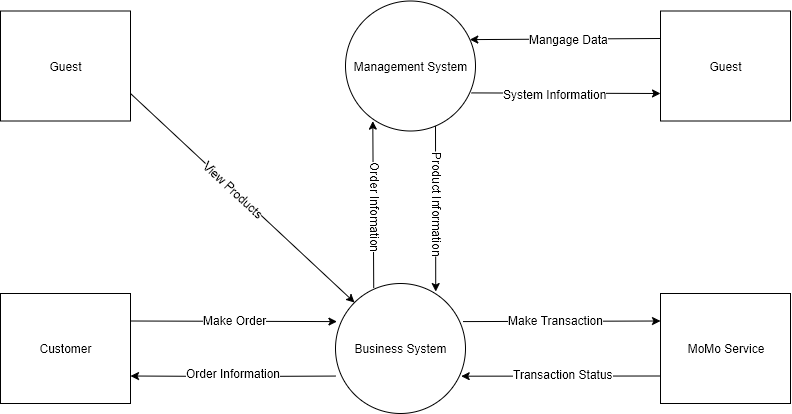 Guest
Management System
Guest
Mangage Data
System Information
View Products
Order Infomation
Product Information
Customer
Make Order
Order Information
Business System
Make Transaction
Transaction Status
MoMo Service